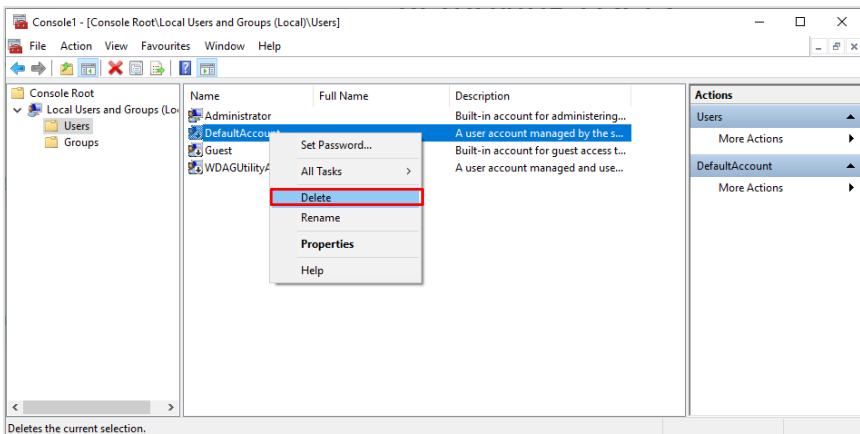 Console1 - [Console Root\Local Users and Groups (Local)\Users]
File Action View Favourites Window Help
Console Root
Local Users and Groups (Lo
Users
Groups
Name Full Name Description
Administrator Built-in account for administering...
DefaultAccount A user account managed by the s...
Guest Built-in account for guest access t...
WDAGUtilityA A user account managed and use...
Set Password...
All Tasks
Delete
Rename
Properties
Help
Actions
Users
More Actions
DefaultAccount
More Actions
Deletes the current selection.